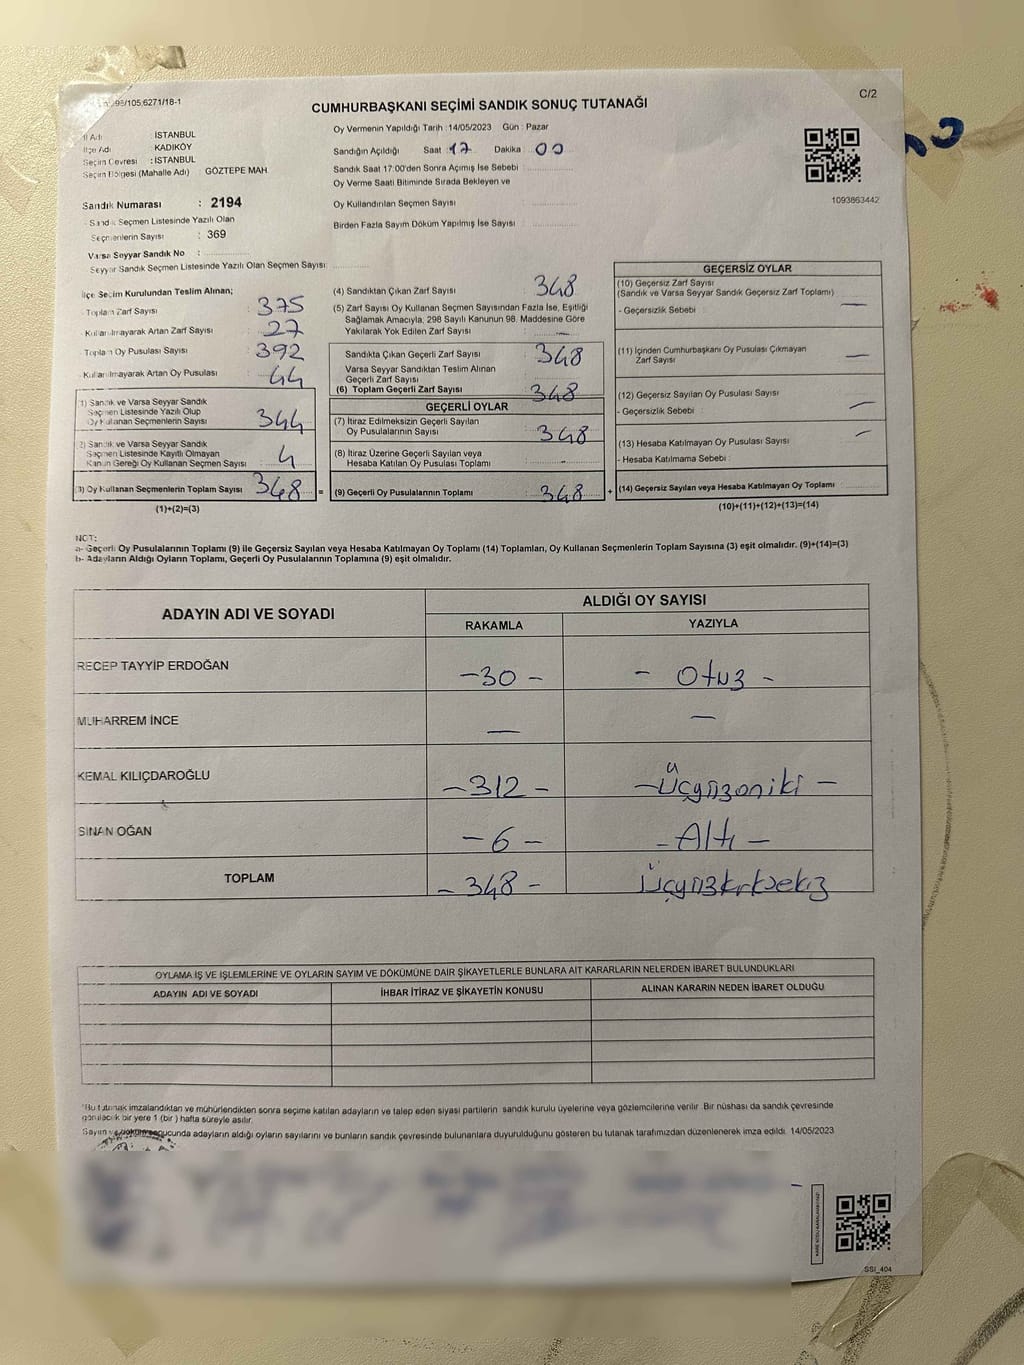 CUMHURBAŞKANI SEÇİMİ SANDIK SONUÇ TUTANAĞI
C/2
İl Adı : İSTANBUL
İlçe Adı : KADIKÖY
Seçim Çevresi : İSTANBUL
Seçim Bölgesi (Mahalle Adı) : GÖZTEPE MAH.
Sandık Numarası : 2194
Sandık Seçmen Listesinde Yazılı Olan
Seçmenlerin Sayısı : 369
Varsa Seyyar Sandık No :
Seyyar Sandık Seçmen Listesinde Yazılı Olan Seçmen Sayısı:
Oy Vermenin Yapıldığı Tarih : 14/05/2023 Gün : Pazar
Sandığın Açıldığı Saat : 17 Dakika : 00
Sandık Saat 17:00'den Sonra Açımış İse Sebebi :
Oy Verme Saati Bitiminde Sırada Bekleyen ve
Oy Kullandırılan Seçmen Sayısı :
Birden Fazla Sayım Döküm Yapılmış İse Sayısı :
1093863442
İlçe Seçim Kurulundan Teslim Alınan;
Toplam Zarf Sayısı : 375
Kullanılmayarak Artan Zarf Sayısı : 27
Toplam Oy Pusulası Sayısı : 392
Kullanılmayarak Artan Oy Pusulası : 44
1) Sandık ve Varsa Seyyar Sandık
Seçmen Listesinde Yazılı Olup
Oy Kullanan Seçmenlerin Sayısı : 344
2) Sandık ve Varsa Seyyar Sandık
Seçmen Listesinde Kayıtlı Olmayan
Kanun Gereği Oy Kullanan Seçmen Sayısı : 4
(3) Oy Kullanan Seçmenlerin Toplam Sayısı : 348 =
(1)+(2)=(3)
(4) Sandıktan Çıkan Zarf Sayısı : 348
(5) Zarf Sayısı Oy Kullanan Seçmen Sayısından Fazla İse, Eşitliği
Sağlamak Amacıyla, 298 Sayılı Kanunun 98. Maddesine Göre
Yakılarak Yok Edilen Zarf Sayısı : —
Sandıkta Çıkan Geçerli Zarf Sayısı : 348
Varsa Seyyar Sandıktan Teslim Alınan
Geçerli Zarf Sayısı
(6) Toplam Geçerli Zarf Sayısı : 348
GEÇERLİ OYLAR
(7) İtiraz Edilmeksizin Geçerli Sayılan
Oy Pusulalarının Sayısı : 348
(8) İtiraz Üzerine Geçerli Sayılan veya
Hesaba Katılan Oy Pusulası Toplamı : -
(9) Geçerli Oy Pusulalarının Toplamı : 348 +
GEÇERSİZ OYLAR
(10) Geçersiz Zarf Sayısı
(Sandık ve Varsa Seyyar Sandık Geçersiz Zarf Toplamı) :
- Geçersizlik Sebebi : —
(11) İçinden Cumhurbaşkanı Oy Pusulası Çıkmayan
Zarf Sayısı : —
(12) Geçersiz Sayılan Oy Pusulası Sayısı :
- Geçersizlik Sebebi : —
(13) Hesaba Katılmayan Oy Pusulası Sayısı : —
- Hesaba Katılmama Sebebi :
(14) Geçersiz Sayılan veya Hesaba Katılmayan Oy Toplamı :
(10)+(11)+(12)+(13)=(14)
NOT:
a- Geçerli Oy Pusulalarının Toplamı (9) ile Geçersiz Sayılan veya Hesaba Katılmayan Oy Toplamı (14) Toplamları, Oy Kullanan Seçmenlerin Toplam Sayısına (3) eşit olmalıdır. (9)+(14)=(3)
b- Adayların Aldığı Oyların Toplamı, Geçerli Oy Pusulalarının Toplamına (9) eşit olmalıdır.
ADAYIN ADI VE SOYADI
ALDIĞI OY SAYISI
RAKAMLA YAZIYLA
RECEP TAYYİP ERDOĞAN -30- - Otuz -
MUHARREM İNCE — —
KEMAL KILIÇDAROĞLU -312- -Üçyüzoniki-
SİNAN OĞAN -6- -Altı-
TOPLAM -348- Üçyüzkırksekiz
OYLAMA İŞ VE İŞLEMLERİNE VE OYLARIN SAYIM VE DÖKÜMÜNE DAİR ŞİKAYETLERLE BUNLARA AİT KARARLARIN NELERDEN İBARET BULUNDUKLARI
ADAYIN ADI VE SOYADI İHBAR İTİRAZ VE ŞİKAYETİN KONUSU ALINAN KARARIN NEDEN İBARET OLDUĞU
*Bu tutanak imzalandıktan ve mühürlendikten sonra seçime katılan adayların ve talep eden siyasi partilerin sandık kurulu üyelerine veya gözlemcilerine verilir. Bir nüshası da sandık çevresinde
görülecek bir yere 1 (bir) hafta süreyle asılır.
Sayım ve döküm sonucunda adayların aldığı oyların sayılarını ve bunların sandık çevresinde bulunanlara duyurulduğunu gösteren bu tutanak tarafımızdan düzenlenerek imza edildi. 14/05/2023
SSI_404